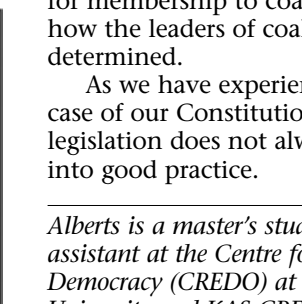 for membership to coa
how the leaders of coal
determined.
As we have experien
case of our Constitutio
legislation does not alw
into good practice.
Alberts is a master's stud
assistant at the Centre fo
Democracy (CREDO) at
University and KAS CRE